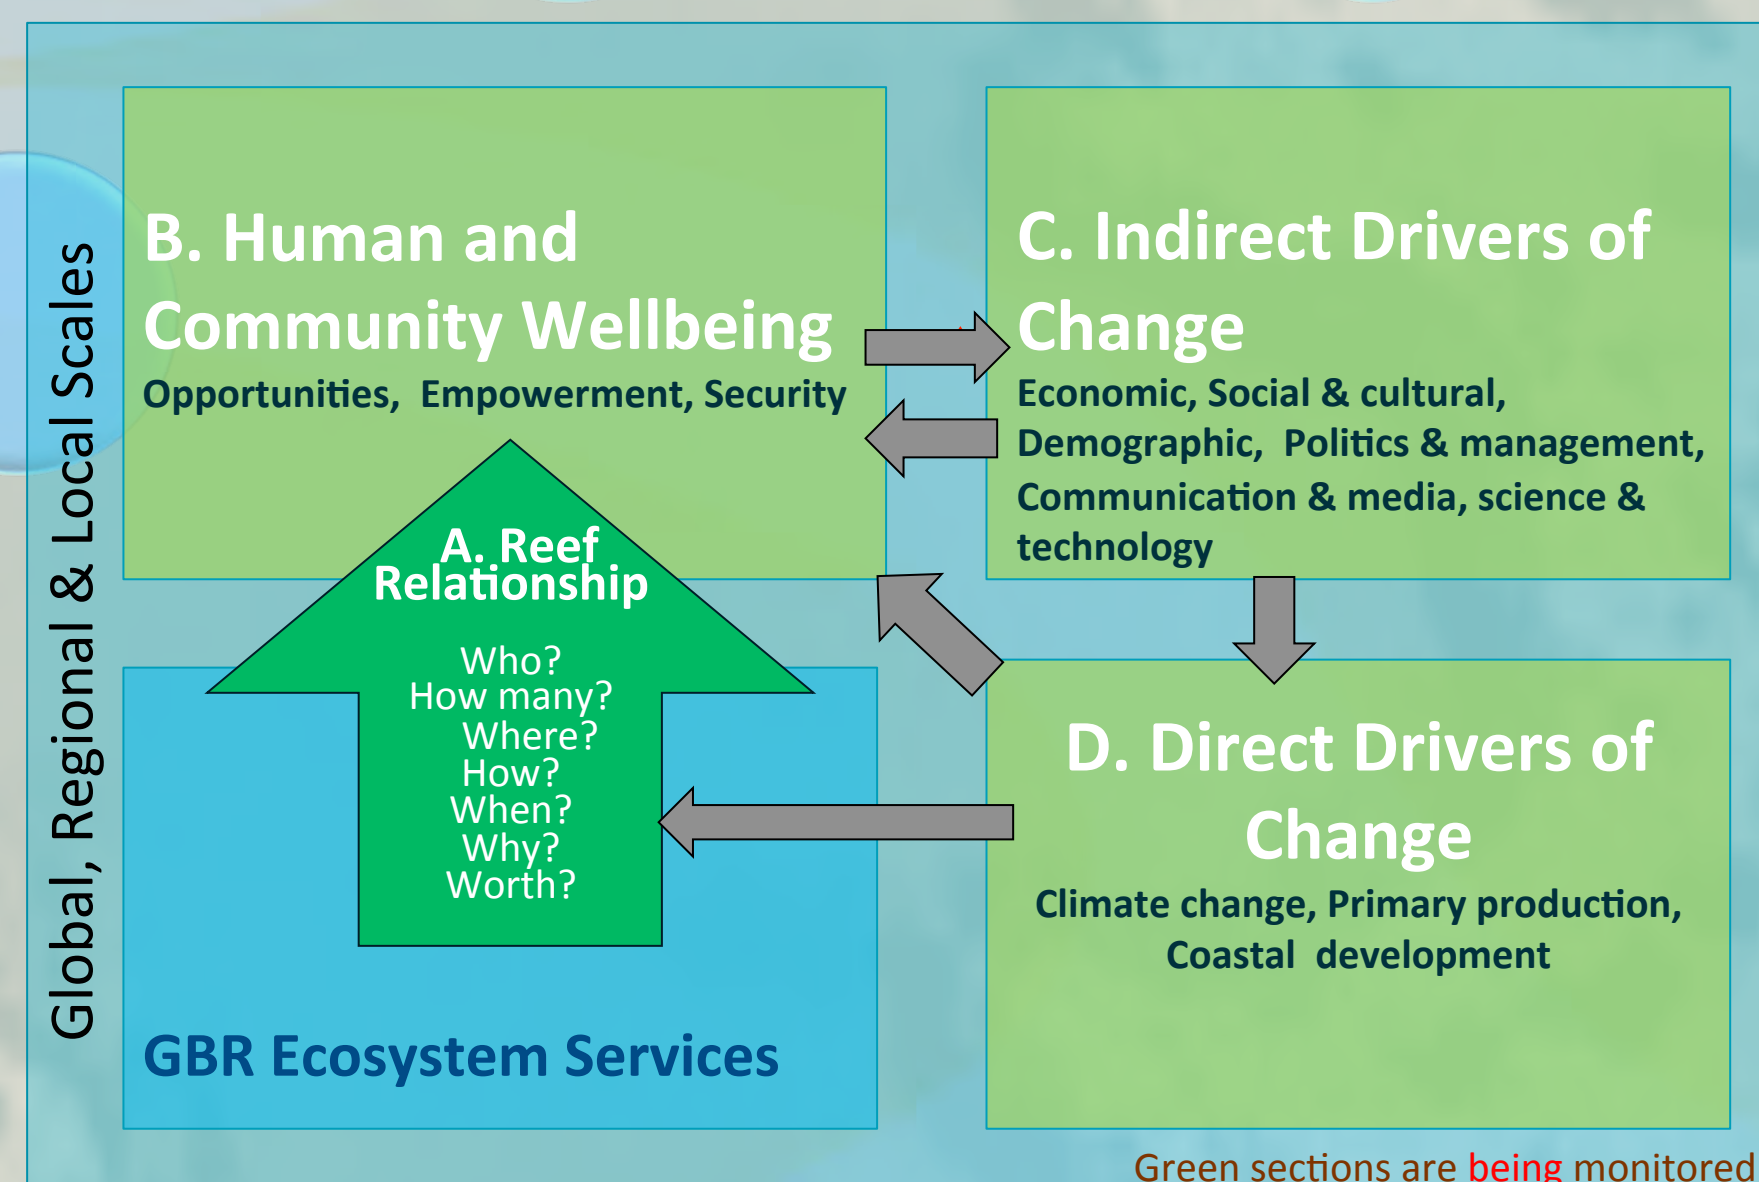 Global, Regional & Local Scales
B. Human and
Community Wellbeing
Opportunities, Empowerment, Security
C. Indirect Drivers of
Change
Economic, Social & cultural,
Demographic, Politics & management,
Communication & media, science &
technology
A. Reef
Relationship
Who?
How many?
Where?
How?
When?
Why?
Worth?
GBR Ecosystem Services
D. Direct Drivers of
Change
Climate change, Primary production,
Coastal development
Green sections are being monitored